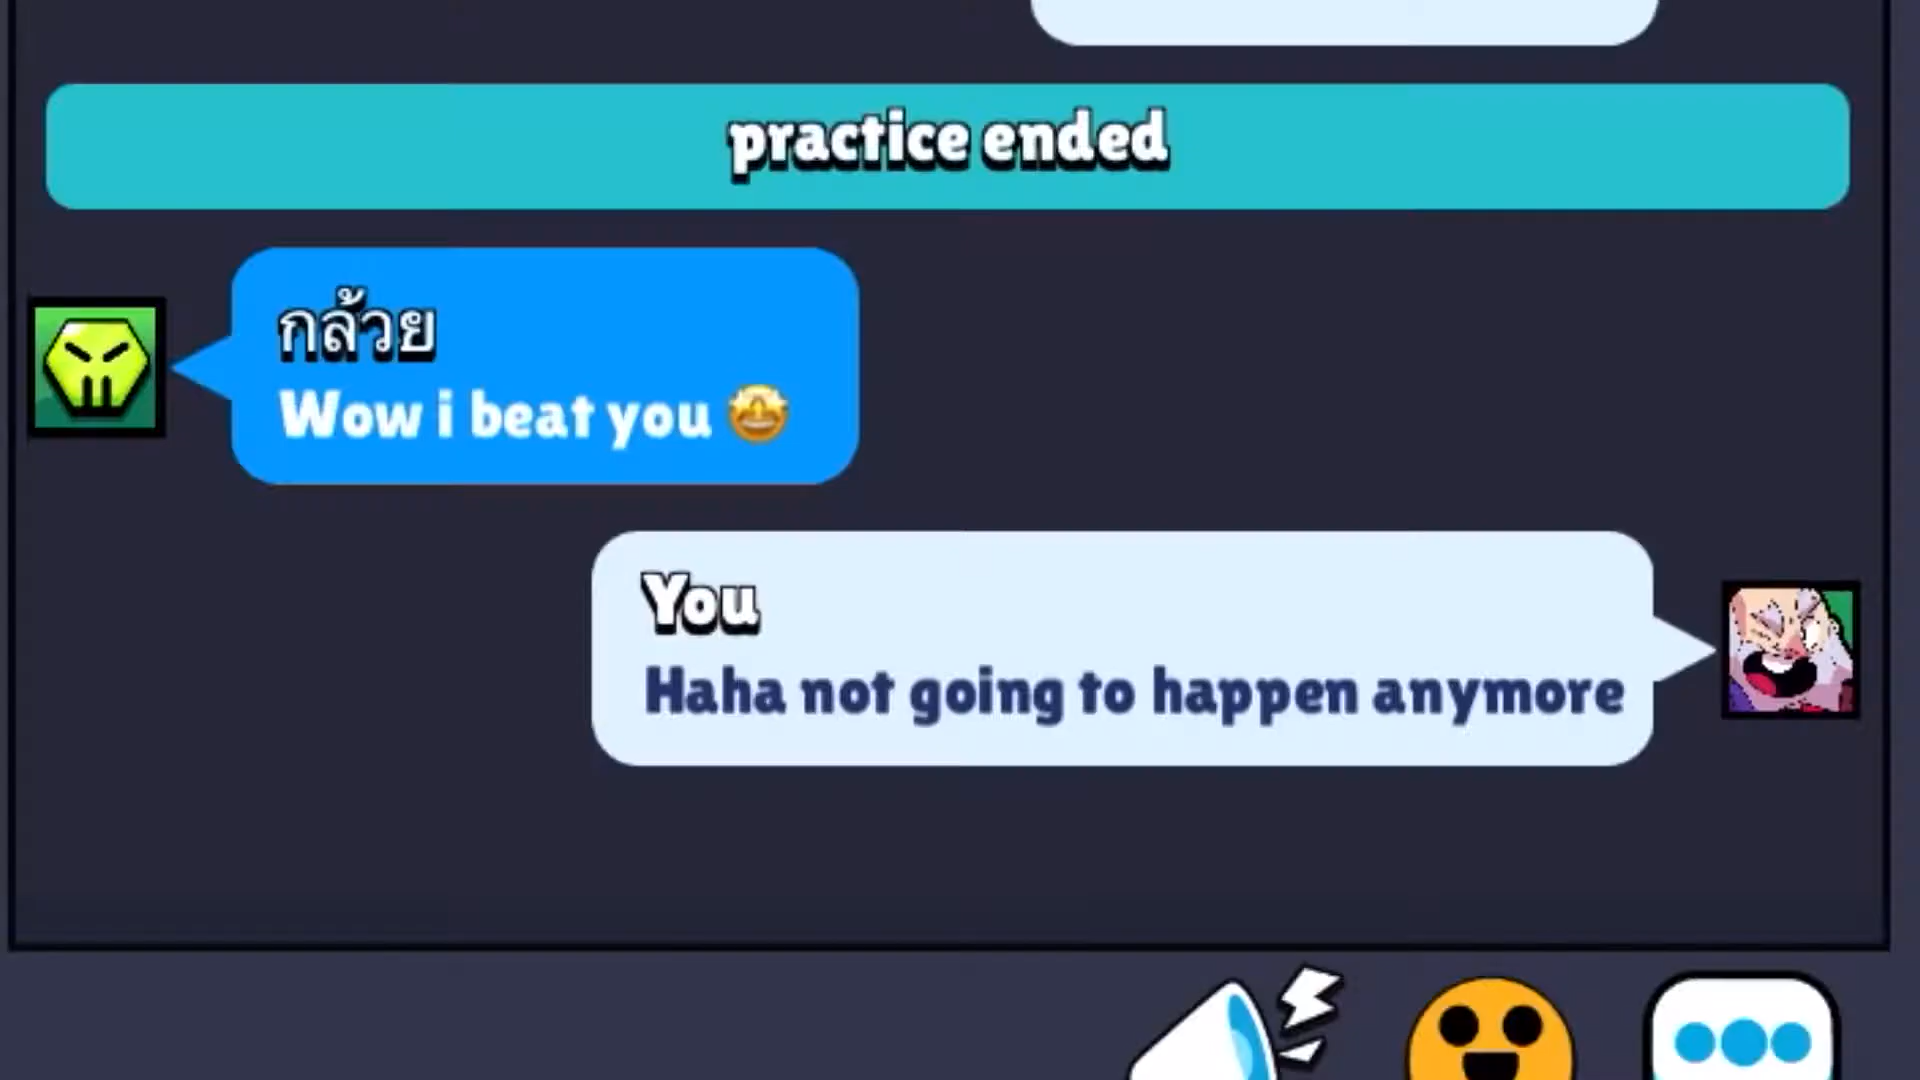 practice ended
กล้วย
Wow i beat you 🤩
You
Haha not going to happen anymore